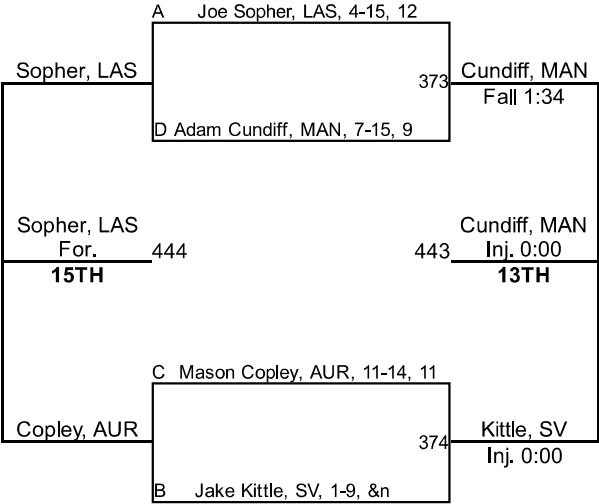 A Joe Sopher, LAS, 4-15, 12
Sopher, LAS
373
Cundiff, MAN
Fall 1:34
D Adam Cundiff, MAN, 7-15, 9
Sopher, LAS
For.
15TH
444
443
Cundiff, MAN
Inj. 0:00
13TH
C Mason Copley, AUR, 11-14, 11
Copley, AUR
374
Kittle, SV
Inj. 0:00
B Jake Kittle, SV, 1-9, &n